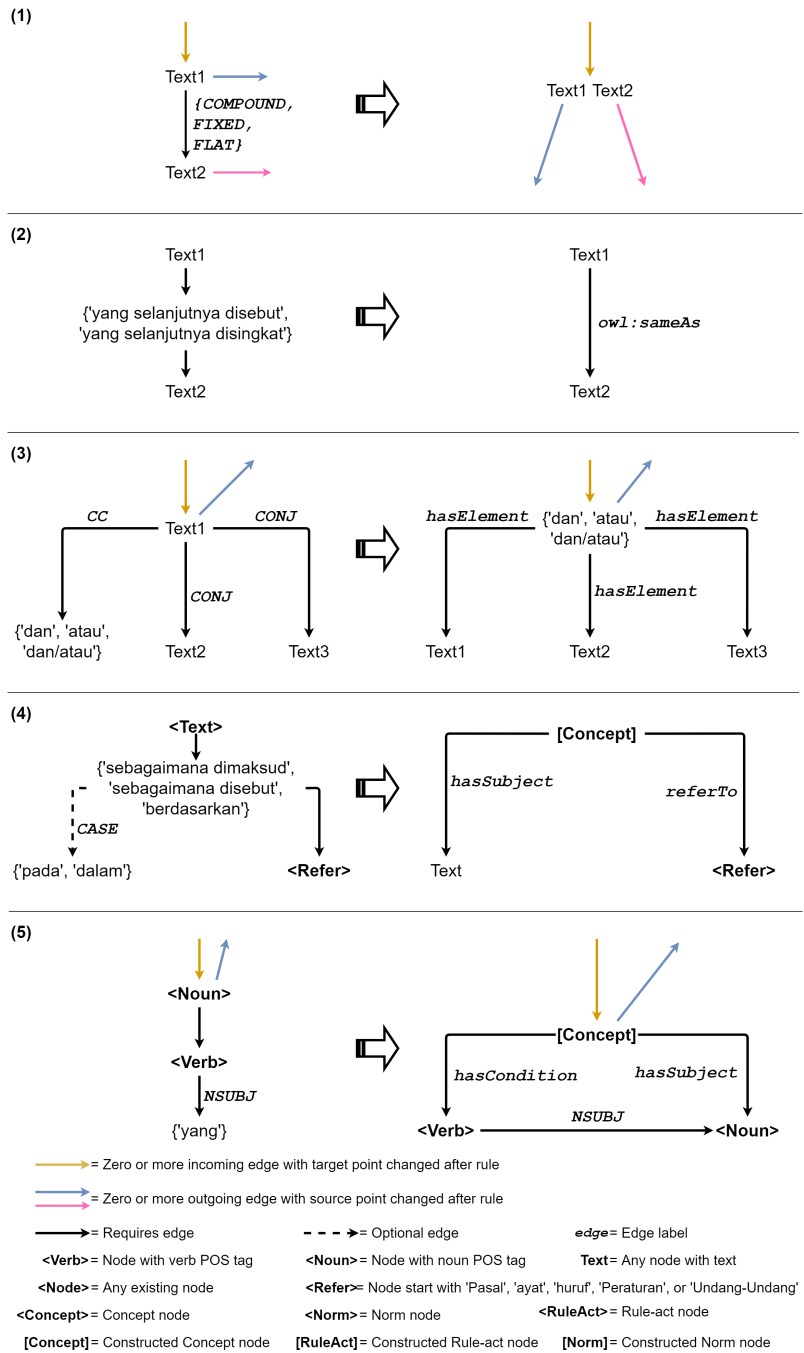 (1)
Text1
{COMPOUND,
FIXED,
FLAT}
Text2
Text1 Text2
(2)
Text1
{'yang selanjutnya disebut',
'yang selanjutnya disingkat'}
Text2
Text1
owl:sameAs
Text2
(3)
CC
Text1
CONJ
CONJ
{'dan', 'atau',
'dan/atau'}
Text2
Text3
hasElement
{'dan', 'atau',
'dan/atau'}
hasElement
hasElement
Text1
Text2
Text3
(4)
<Text>
{'sebagaimana dimaksud',
'sebagaimana disebut',
'berdasarkan'}
CASE
{'pada', 'dalam'}
<Refer>
[Concept]
hasSubject
referTo
Text
<Refer>
(5)
<Noun>
<Verb>
NSUBJ
{'yang'}
[Concept]
hasCondition
hasSubject
NSUBJ
<Verb>
<Noun>
= Zero or more incoming edge with target point changed after rule
= Zero or more outgoing edge with source point changed after rule
= Requires edge
= Optional edge
edge= Edge label
<Verb>= Node with verb POS tag
<Noun>= Node with noun POS tag
Text= Any node with text
<Node>= Any existing node
<Refer>= Node start with 'Pasal', 'ayat', 'huruf', 'Peraturan', or 'Undang-Undang'
<Concept>= Concept node
<Norm>= Norm node
<RuleAct>= Rule-act node
[Concept]= Constructed Concept node
[RuleAct]= Constructed Rule-act node
[Norm]= Constructed Norm node